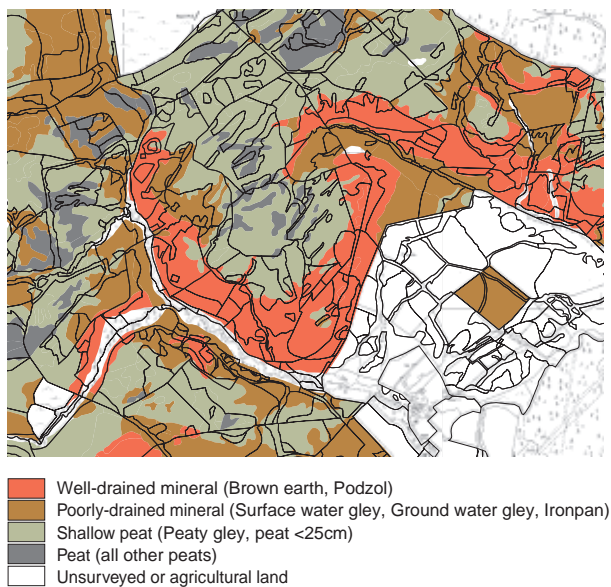 Well-drained mineral (Brown earth, Podzol)
Poorly-drained mineral (Surface water gley, Ground water gley, Ironpan)
Shallow peat (Peaty gley, peat <25cm)
Peat (all other peats)
Unsurveyed or agricultural land